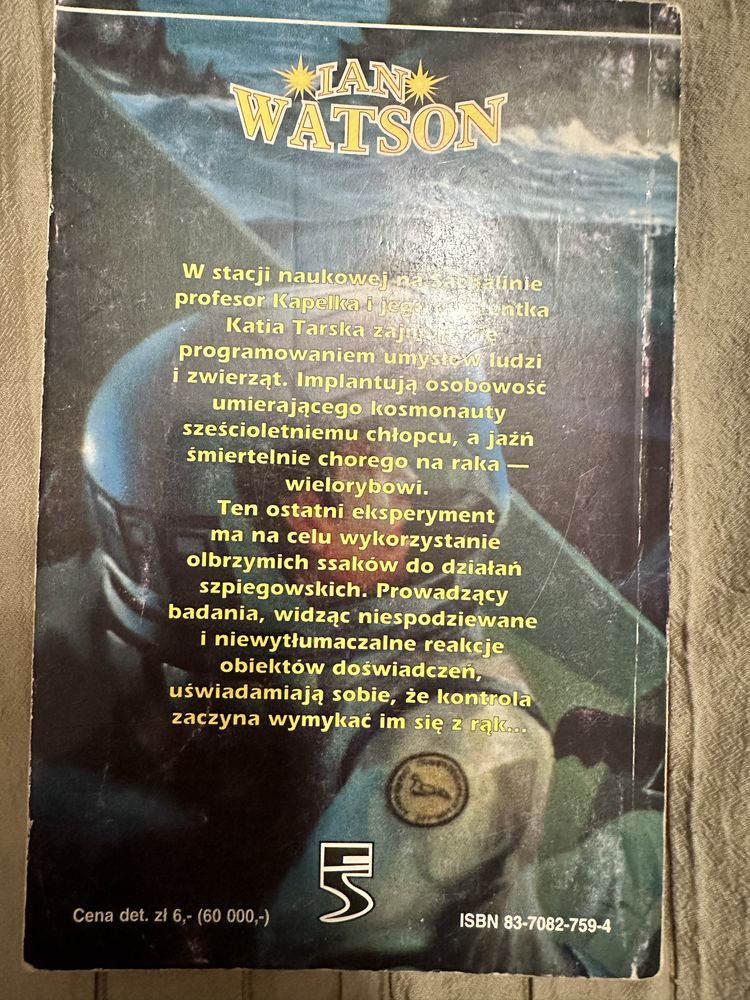 IAN
WATSON
W stacji naukowej na Sachalinie
profesor Kapelka i jego
Katia Tarska
programowaniem umysłów ludzi
i zwierząt. Implantują osobowość
umierającego kosmonauty
sześcioletniemu chłopcu, a jaźń
śmiertelnie chorego na raka —
wielorybowi.
Ten ostatni eksperyment
ma na celu wykorzystanie
olbrzymich ssaków do działań
szpiegowskich. Prowadzący
badania, widząc niespodziewane
i niewytłumaczalne reakcje
obiektów doświadczeń,
uświadamiają sobie, że kontrola
zaczyna wymykać im się z rąk...
Cena det. zł 6,- (60 000,-)
ISBN 83-7082-759-4